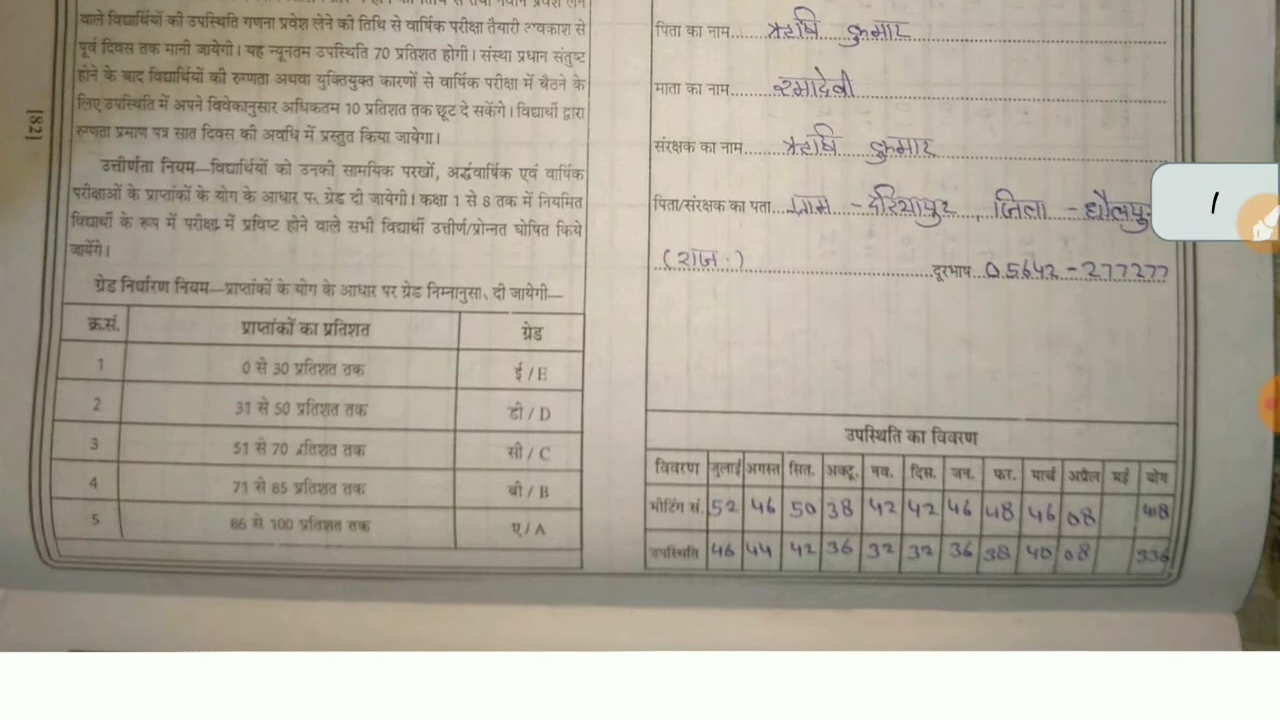 वाले विद्यार्थियों की उपस्थिति गणना प्रवेश लेने की तिथि से वार्षिक परीक्षा तैयारी अवकाश से
पूर्व दिवस तक मानी जायेगी। यह न्यूनतम उपस्थिति 70 प्रतिशत होगी। संस्था प्रधान संतुष्ट
होने के बाद विद्यार्थियों की रुग्णता अथवा युक्तियुक्त कारणों से वार्षिक परीक्षा में बैठने के
लिए उपस्थिति में अपने विवेकानुसार अधिकतम 10 प्रतिशत तक छूट दे सकेंगे। विद्यार्थी द्वारा
रुग्णता प्रमाण पत्र सात दिवस की अवधि में प्रस्तुत किया जायेगा।
[82]
उत्तीर्णता नियम—विद्यार्थियों को उनकी सामयिक परखों, अर्द्धवार्षिक एवं वार्षिक
परीक्षाओं के प्राप्तांकों के योग के आधार पर ग्रेड दी जायेगी। कक्षा 1 से 8 तक में नियमित
विद्यार्थी के रूप में परीक्षा में प्रविष्ट होने वाले सभी विद्यार्थी उत्तीर्ण/प्रोन्नत घोषित किये
जायेंगे।
ग्रेड निर्धारण नियम—प्राप्तांकों के योग के आधार पर ग्रेड निम्नानुसार दी जायेगी—
क्र.सं. प्राप्तांकों का प्रतिशत ग्रेड
1 0 से 30 प्रतिशत तक ई / E
2 31 से 50 प्रतिशत तक डी / D
3 51 से 70 प्रतिशत तक सी / C
4 71 से 85 प्रतिशत तक बी / B
5 86 से 100 प्रतिशत तक ए / A
पिता का नाम...... ऋषि कुमार
माता का नाम...... रमादेवी
संरक्षक का नाम.... ऋषि कुमार
पिता/संरक्षक का पता... ग्राम - दरियापुर , जिला - धौलपु
(राज.) दूरभाष... 05642 - 277277
1
उपस्थिति का विवरण
विवरण जुलाई अगस्त सित. अक्टू. नव. दिस. जन. फर. मार्च अप्रैल मई योग
मीटिंग सं. 52 46 50 38 42 42 46 48 46 08 418
उपस्थिति 46 44 42 36 32 32 36 38 40 08 336